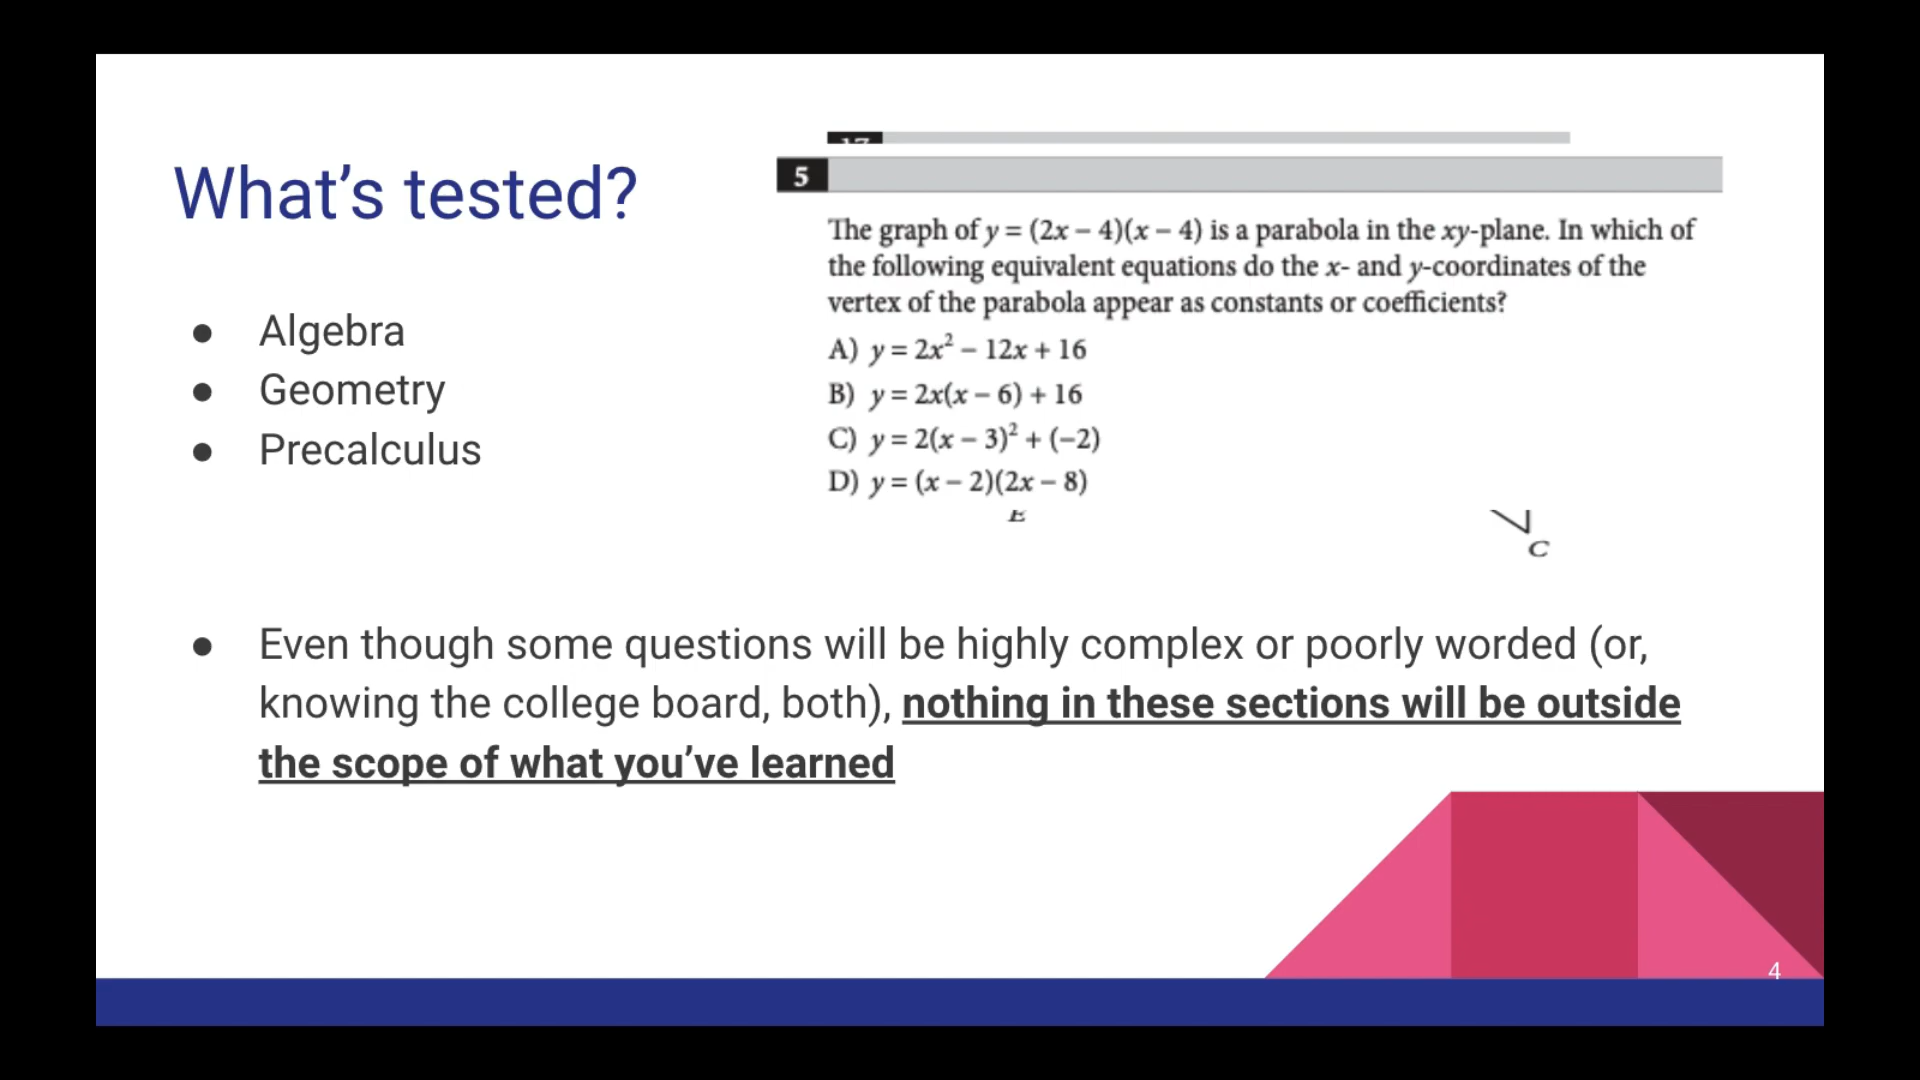 What's tested?
● Algebra
● Geometry
● Precalculus
17
5
The graph of y = (2x – 4)(x – 4) is a parabola in the xy-plane. In which of
the following equivalent equations do the x- and y-coordinates of the
vertex of the parabola appear as constants or coefficients?
A) y = 2x² – 12x + 16
B) y = 2x(x – 6) + 16
C) y = 2(x – 3)² + (–2)
D) y = (x – 2)(2x – 8)
E
C
● Even though some questions will be highly complex or poorly worded (or,
knowing the college board, both), nothing in these sections will be outside
the scope of what you've learned
4